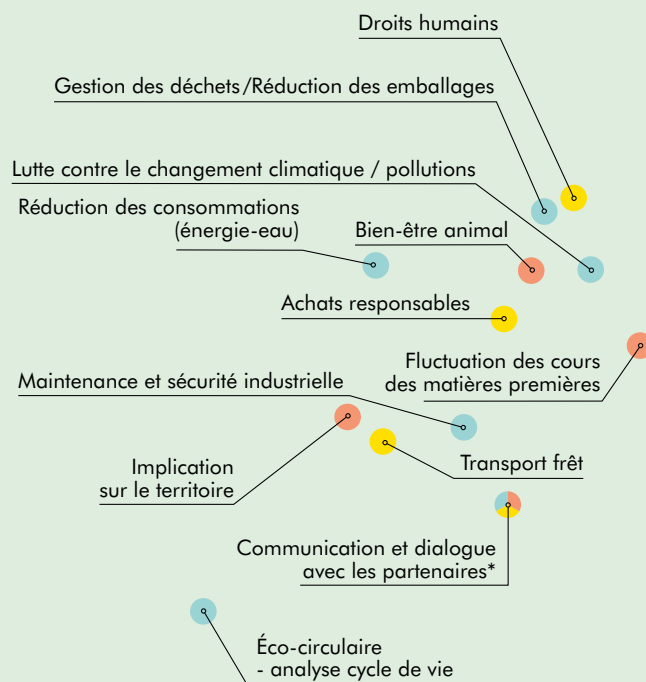 Droits humains
Gestion des déchets/Réduction des emballages
Lutte contre le changement climatique / pollutions
Réduction des consommations
(énergie-eau)
Bien-être animal
Achats responsables
Fluctuation des cours
des matières premières
Maintenance et sécurité industrielle
Implication
sur le territoire
Transport frêt
Communication et dialogue
avec les partenaires*
Éco-circulaire
- analyse cycle de vie